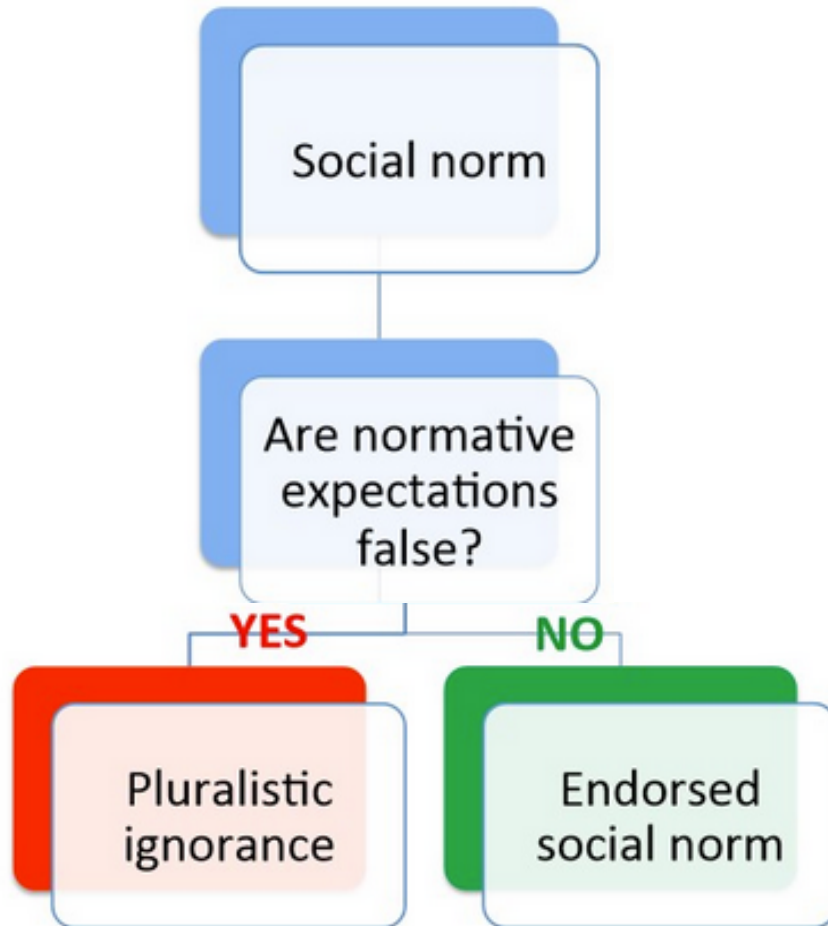 Social norm
Are normative
expectations
false?
YES
NO
Pluralistic
ignorance
Endorsed
social norm